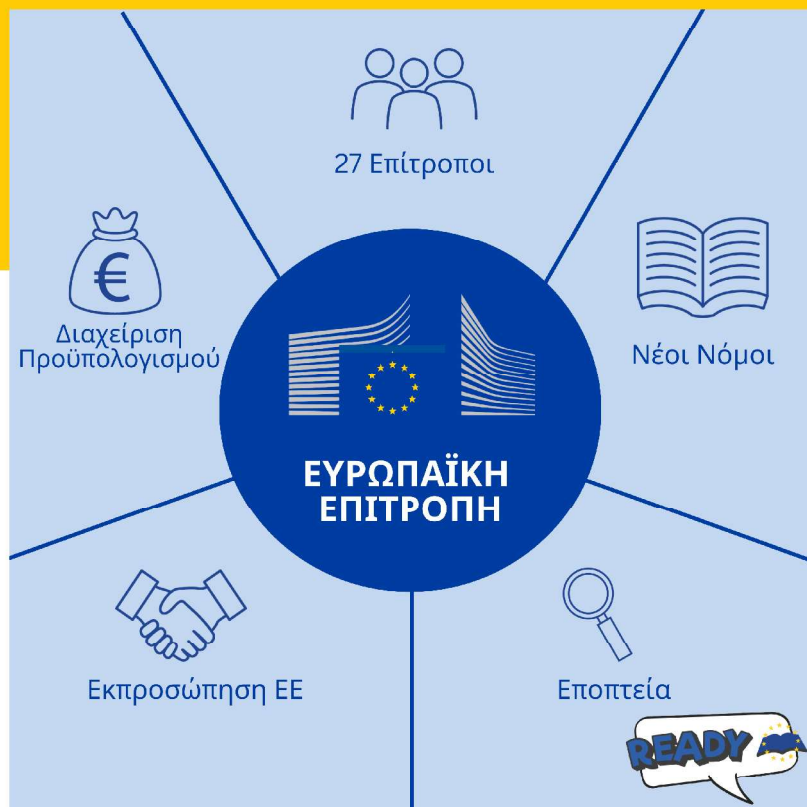 27 Επίτροποι
€
Διαχείριση
Προϋπολογισμού
Νέοι Νόμοι
ΕΥΡΩΠΑΪΚΗ
ΕΠΙΤΡΟΠΗ
Εκπροσώπηση ΕΕ
Εποπτεία
READY